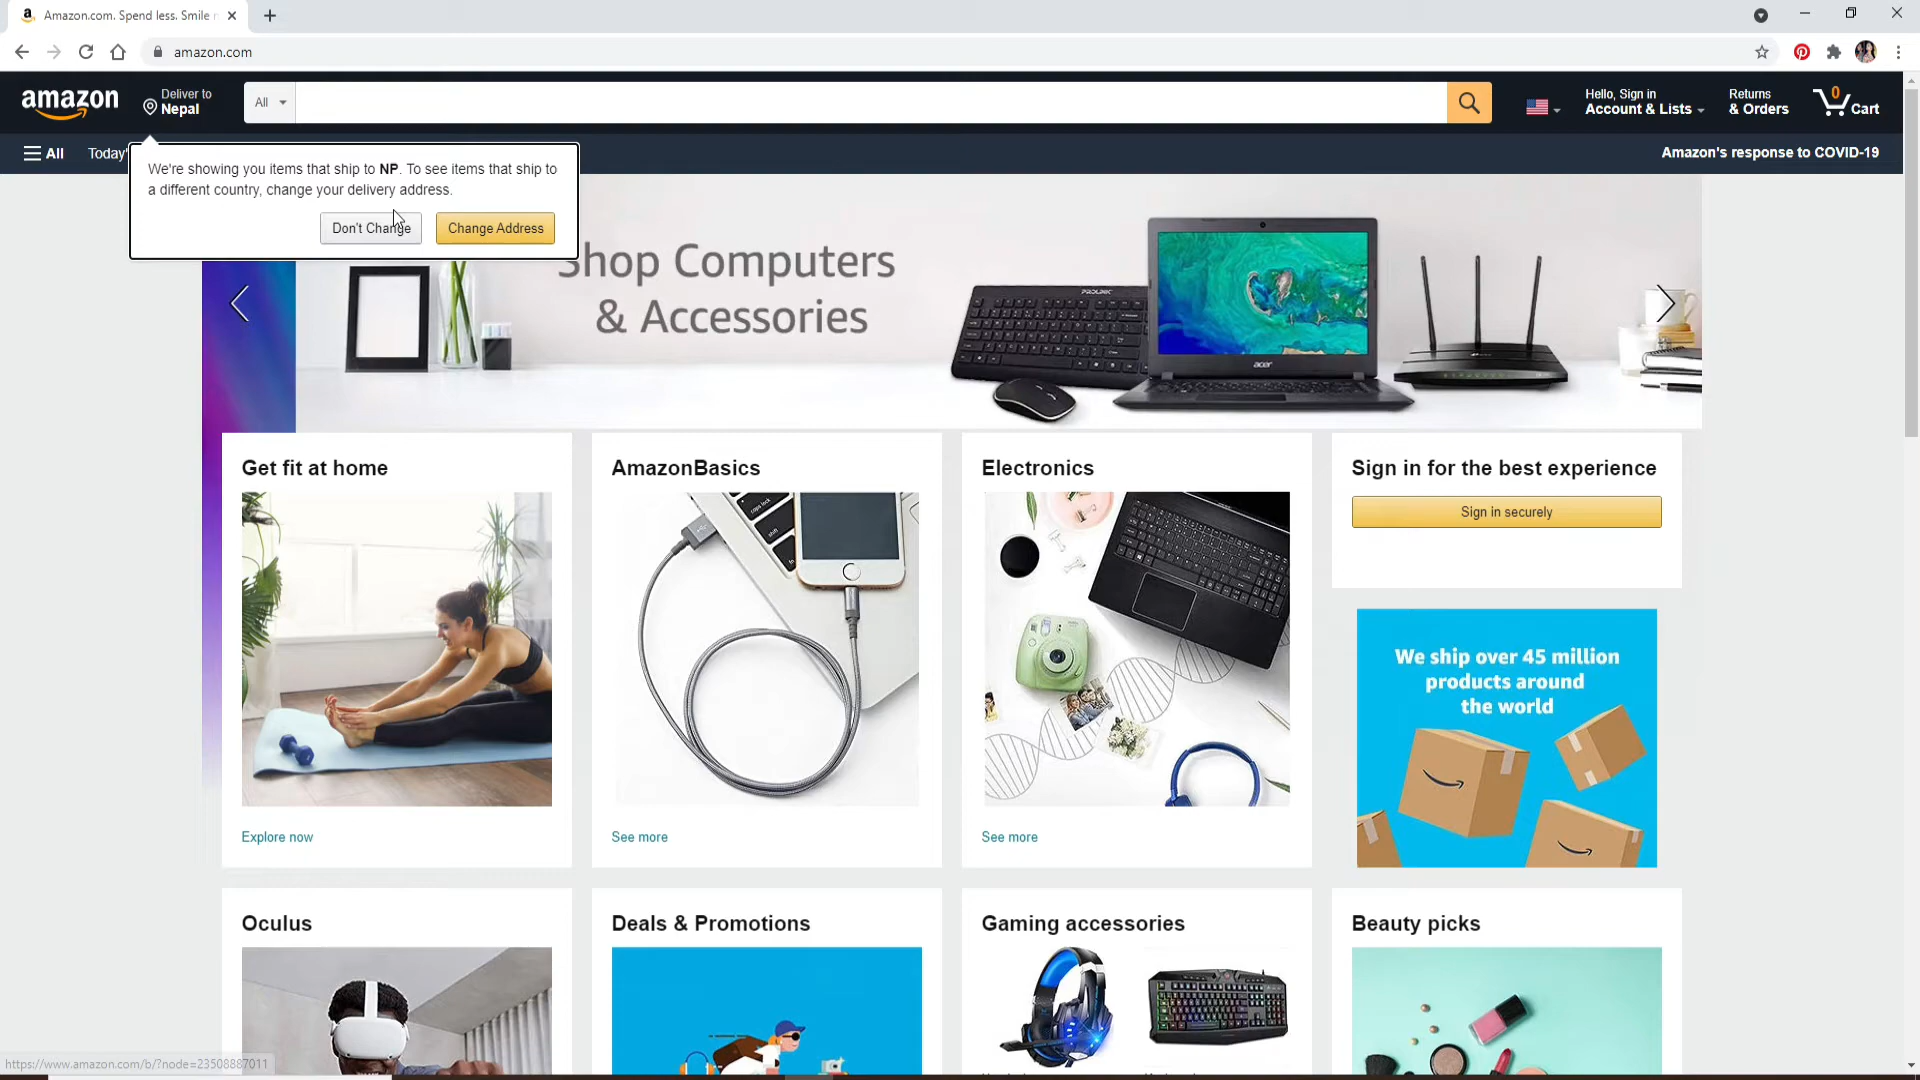 Amazon.com. Spend less. Smile
amazon.com
amazon
Deliver to
Nepal
All
Hello, Sign in
Account & Lists
Returns
& Orders
0
Cart
All
Today'
Amazon's response to COVID-19
We're showing you items that ship to NP. To see items that ship to
a different country, change your delivery address.
Don't Change
Change Address
Shop Computers
& Accessories
PROLINK
acer
Get fit at home
Explore now
AmazonBasics
caps lock
shift
See more
Electronics
See more
Sign in for the best experience
Sign in securely
We ship over 45 million
products around
the world
Oculus
Deals & Promotions
Gaming accessories
Beauty picks
https://www.amazon.com/b/?node=23508887011